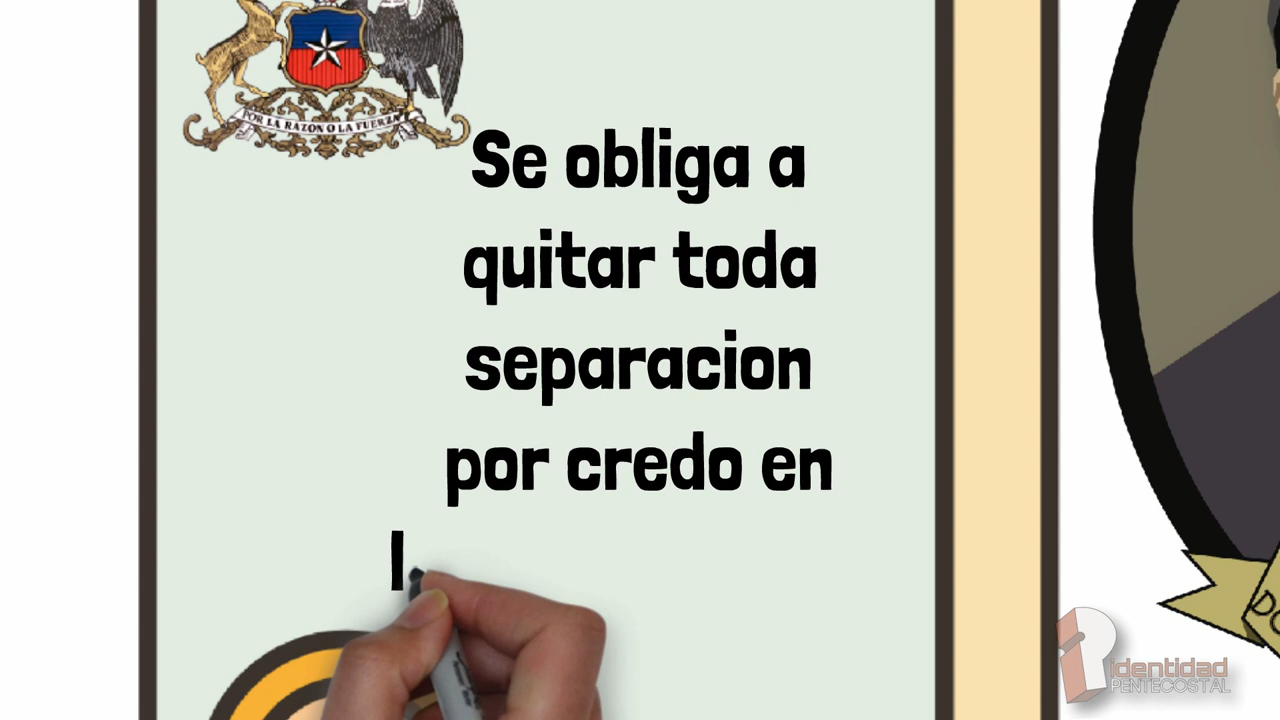 POR LA RAZON O LA FUERZA
Se obliga a
quitar toda
separacion
por credo en
l
identidad
PENTECOSTAL